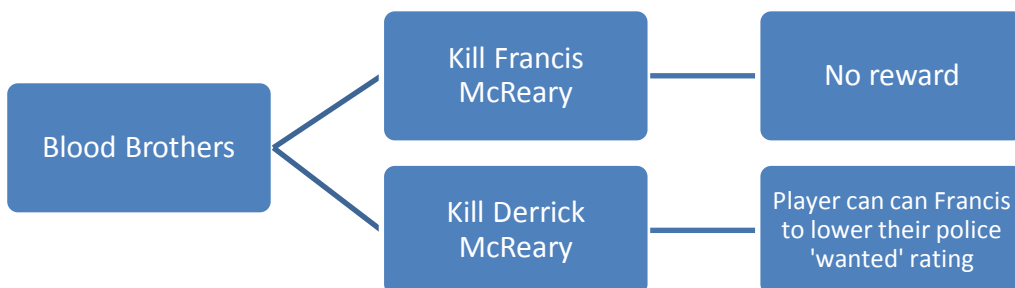 Blood Brothers
Kill Francis
McReary
No reward
Kill Derrick
McReary
Player can can Francis
to lower their police
'wanted' rating